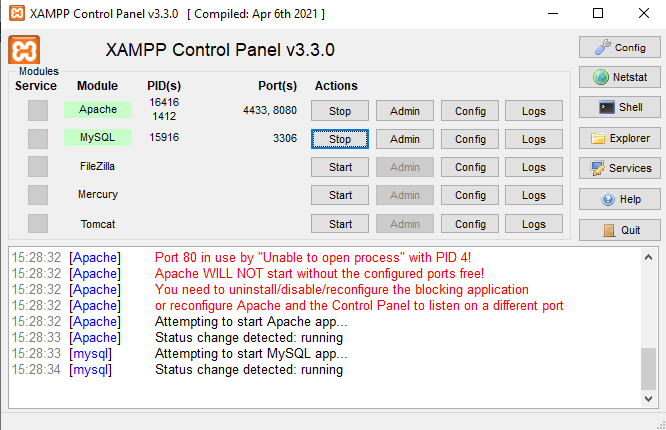 XAMPP Control Panel v3.3.0 [ Compiled: Apr 6th 2021 ]
XAMPP Control Panel v3.3.0
Config
Modules
Service Module PID(s) Port(s) Actions
Netstat
Apache 16416 1412 4433, 8080 Stop Admin Config Logs
Shell
MySQL 15916 3306 Stop Admin Config Logs
Explorer
FileZilla Start Admin Config Logs
Services
Mercury Start Admin Config Logs
Help
Tomcat Start Admin Config Logs
Quit
15:28:32 [Apache] Port 80 in use by "Unable to open process" with PID 4!
15:28:32 [Apache] Apache WILL NOT start without the configured ports free!
15:28:32 [Apache] You need to uninstall/disable/reconfigure the blocking application
15:28:32 [Apache] or reconfigure Apache and the Control Panel to listen on a different port
15:28:32 [Apache] Attempting to start Apache app...
15:28:33 [Apache] Status change detected: running
15:28:33 [mysql] Attempting to start MySQL app...
15:28:34 [mysql] Status change detected: running